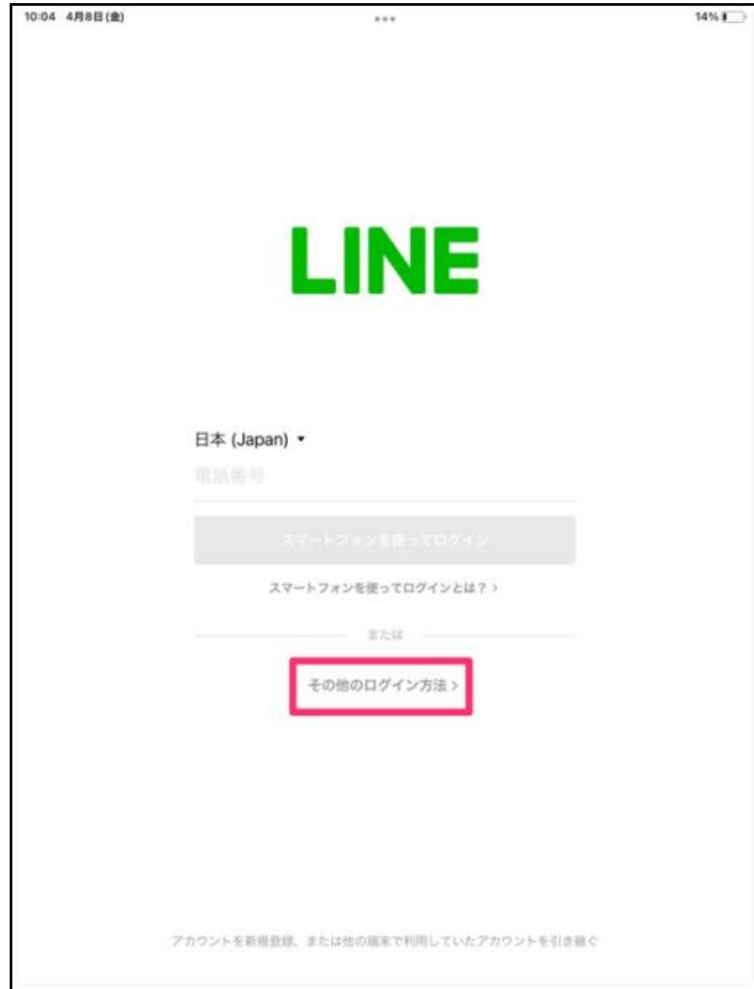 10:04 4月8日(金)
14%
LINE
日本 (Japan)
電話番号
スマートフォンを使ってログイン
スマートフォンを使ってログインとは？
または
その他のログイン方法
アカウントを新規登録、または他の端末で利用していたアカウントを引き継ぐ